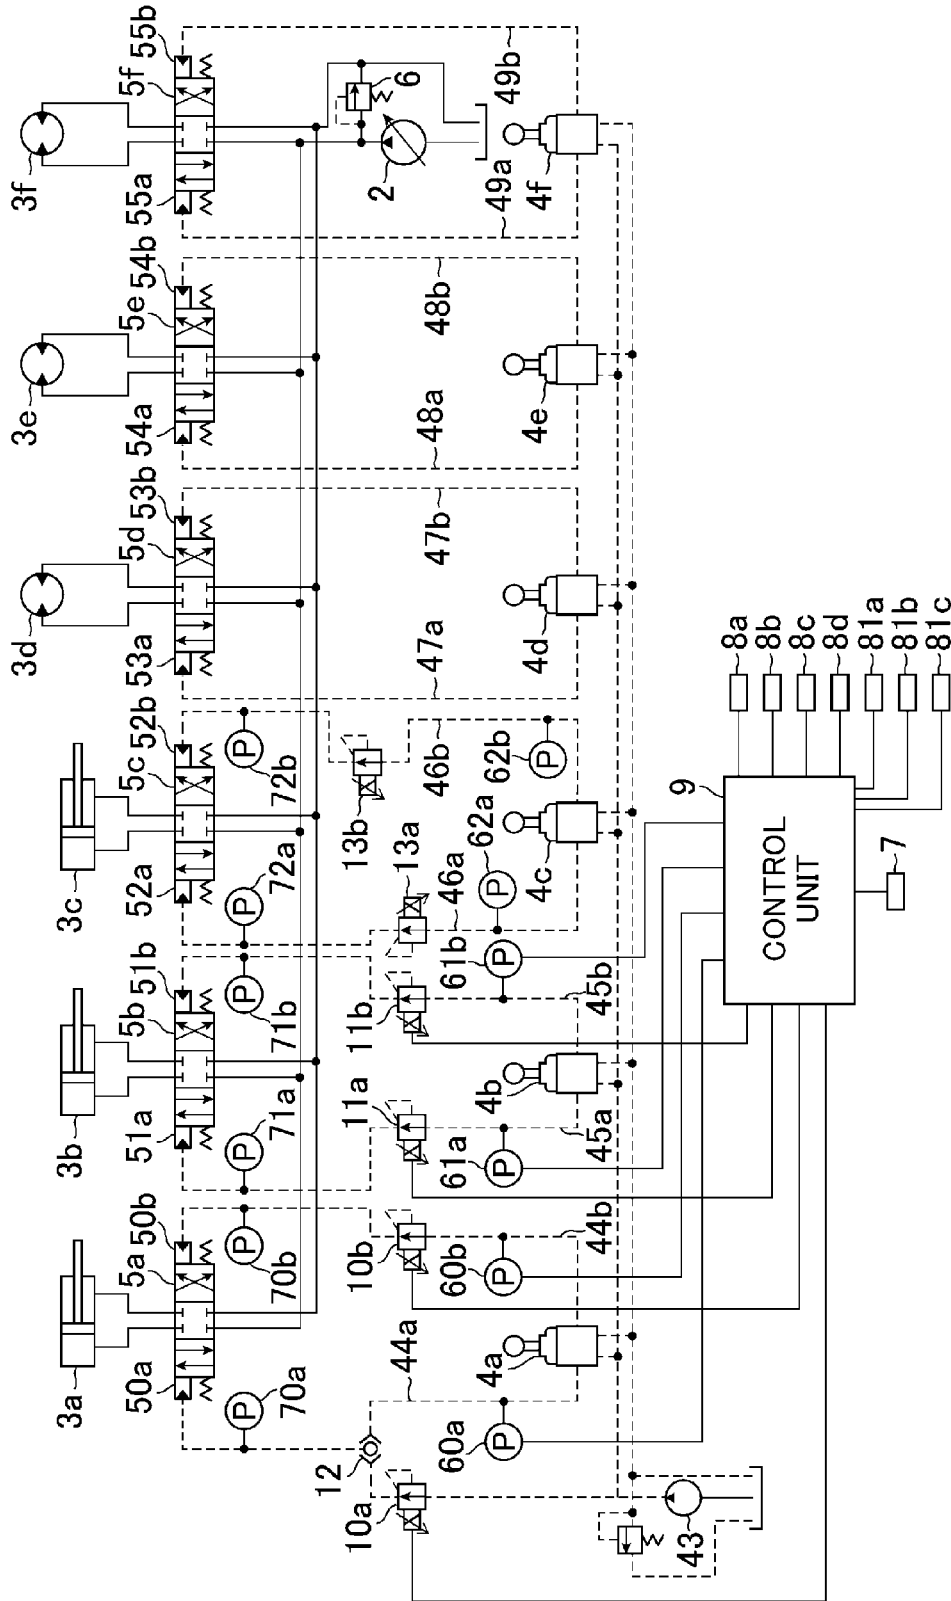 3a
3b
3c
3d
3e
3f
50a
5a
50b
51a
5b
51b
52a
5c
52b
53a
5d
53b
54a
5e
54b
55a
5f
55b
P
70a
P
70b
P
71a
P
71b
P
72a
P
72b
2
6
12
10a
10b
11a
11b
13a
13b
44a
44b
45a
45b
46a
46b
47a
47b
48a
48b
49a
49b
P
60a
P
60b
P
61a
P
61b
P
62a
P
62b
4a
4b
4c
4d
4e
4f
43
9
CONTROL
UNIT
7
8a
8b
8c
8d
81a
81b
81c